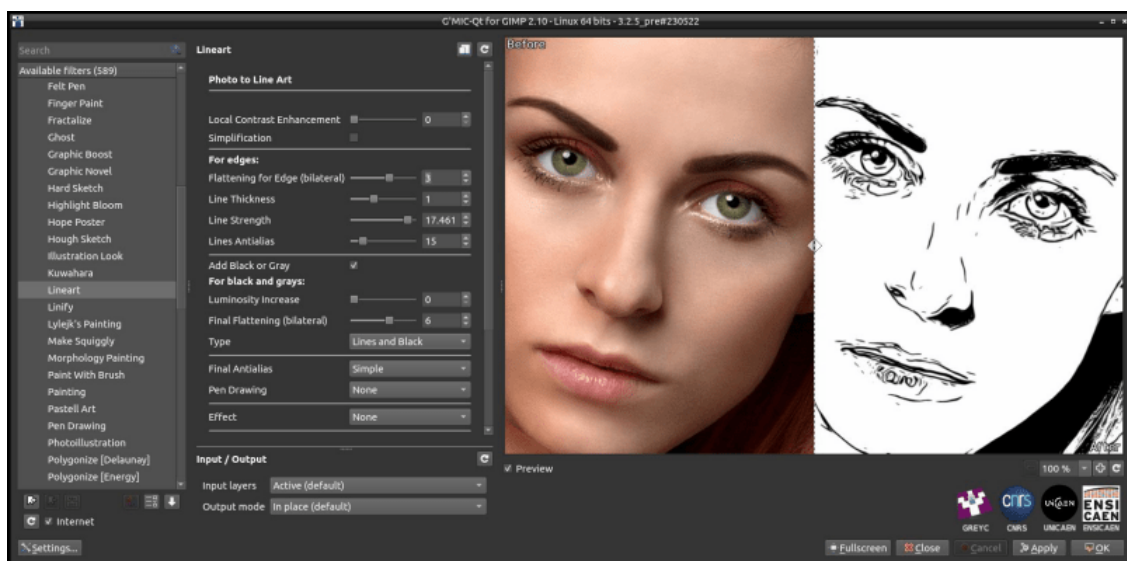 G'MIC-Qt for GIMP 2.10 - Linux 64 bits - 3.2.5_pre#230522
Search
Available filters (589)
Felt Pen
Finger Paint
Fractalize
Ghost
Graphic Boost
Graphic Novel
Hard Sketch
Highlight Bloom
Hope Poster
Hough Sketch
Illustration Look
Kuwahara
Lineart
Linify
Lylejk's Painting
Make Squiggly
Morphology Painting
Paint With Brush
Painting
Pastell Art
Pen Drawing
Photoillustration
Polygonize [Delaunay]
Polygonize [Energy]
Internet
Settings...
Lineart
Photo to Line Art
Local Contrast Enhancement 0
Simplification
For edges:
Flattening for Edge (bilateral) 3
Line Thickness 1
Line Strength 17.461
Lines Antialias 15
Add Black or Gray
For black and grays:
Luminosity Increase 0
Final Flattening (bilateral) 6
Type Lines and Black
Final Antialias Simple
Pen Drawing None
Effect None
Input / Output
Input layers Active (default)
Output mode In place (default)
Before
After
Preview
100 %
cnrs
UNICAEN
ENSI
CAEN
GREYC CNRS UNICAEN ENSICAEN
Fullscreen Close Cancel Apply OK